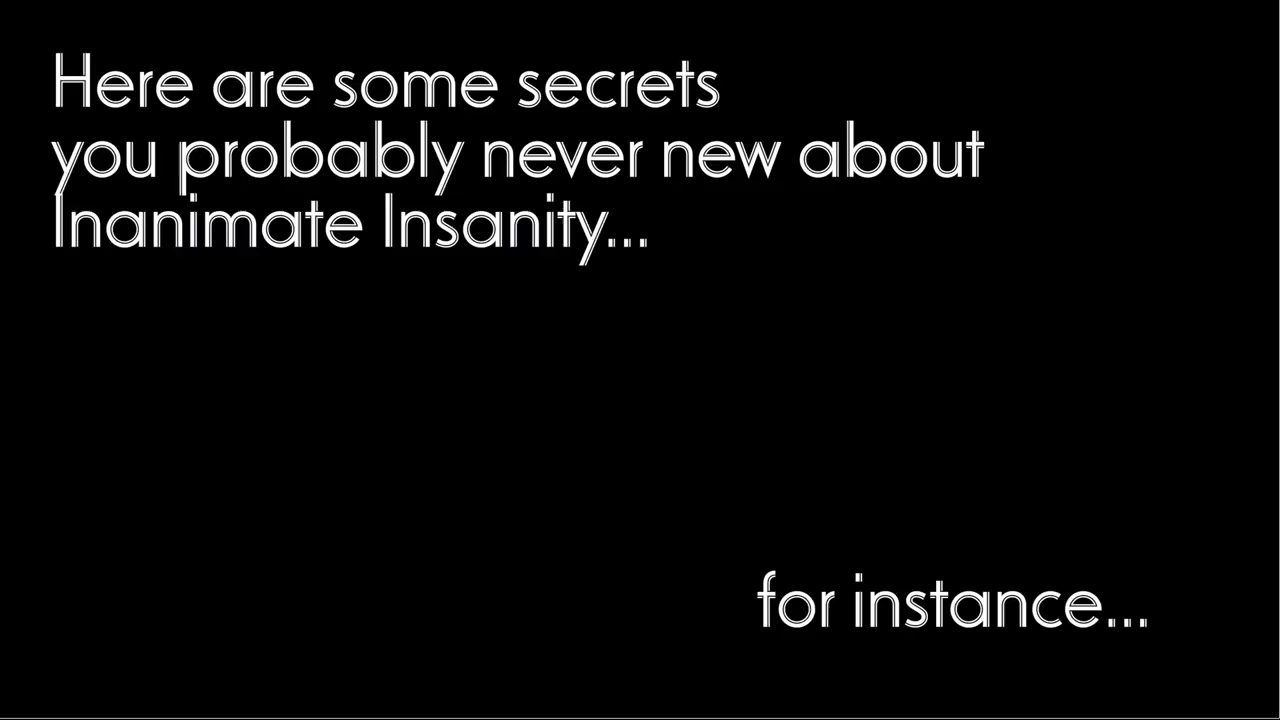 Here are some secrets
you probably never new about
Inanimate Insanity...
for instance...